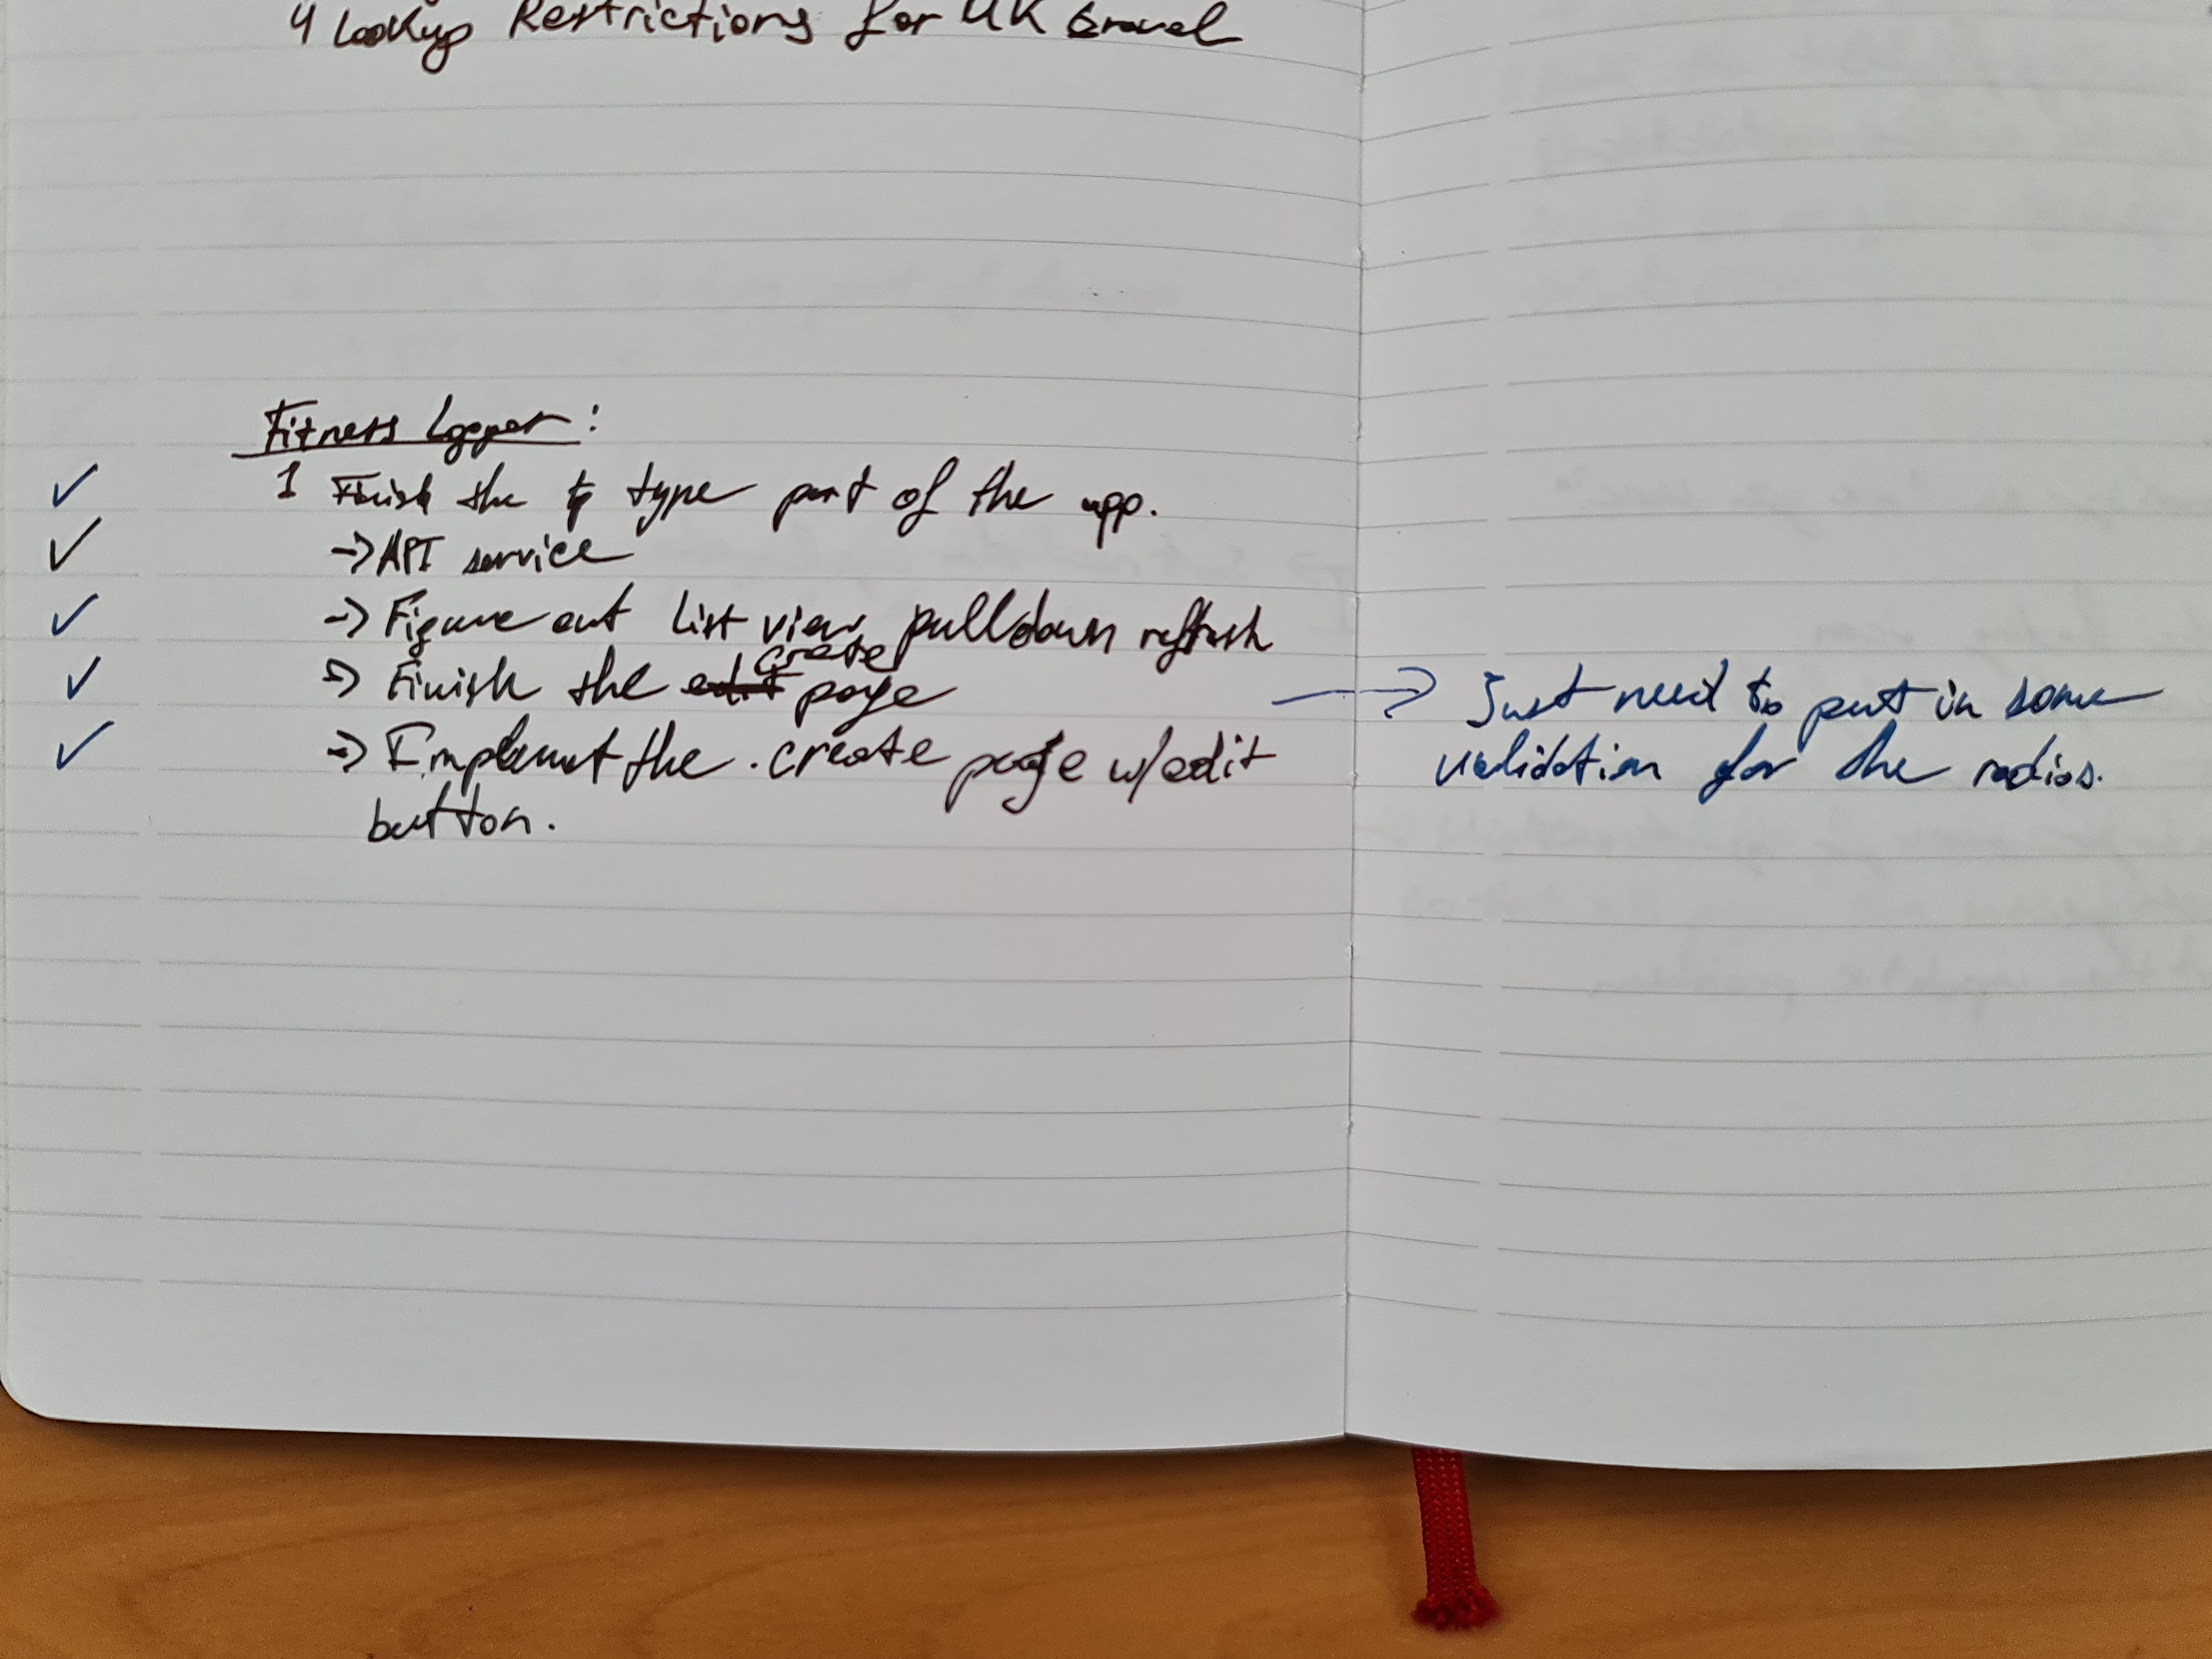 4 Lookup Restrictions for UK travel
Fitness Logger:
1 Finish the type part of the app.
→ API service
→ Figure out list view pulldown refresh
→ Finish the edit create page
→ Implement the create page w/edit
button.
→ Just need to put in some
validation for the radios.